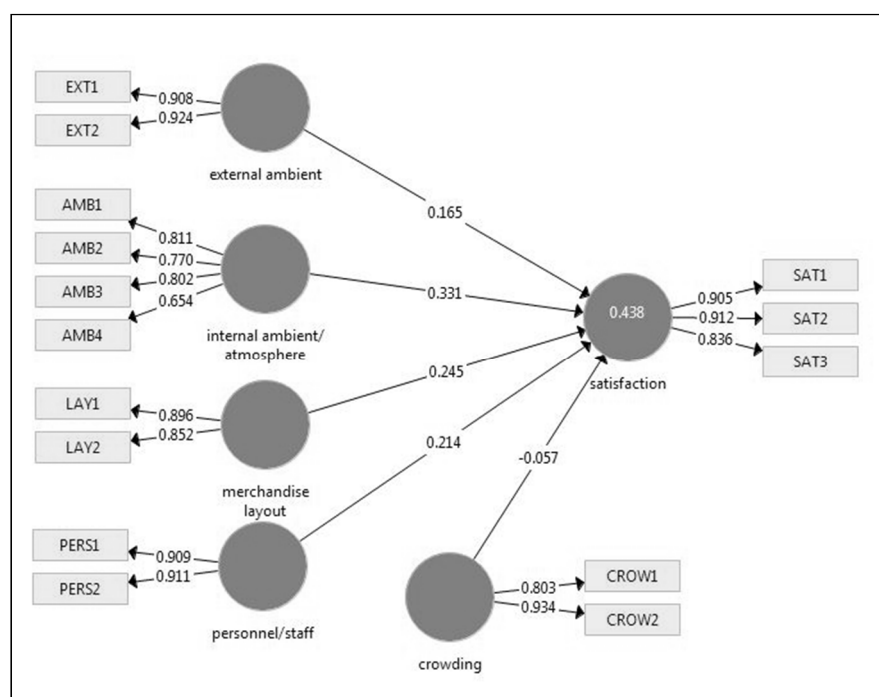 EXT1
0.908
EXT2
0.924
external ambient
0.165
AMB1
0.811
AMB2
0.770
AMB3
0.802
AMB4
0.654
internal ambient/
atmosphere
0.331
LAY1
0.896
LAY2
0.852
merchandise
layout
0.245
PERS1
0.909
PERS2
0.911
personnel/staff
0.214
CROW1
0.803
CROW2
0.934
crowding
-0.057
0.438
satisfaction
SAT1
0.905
SAT2
0.912
SAT3
0.836